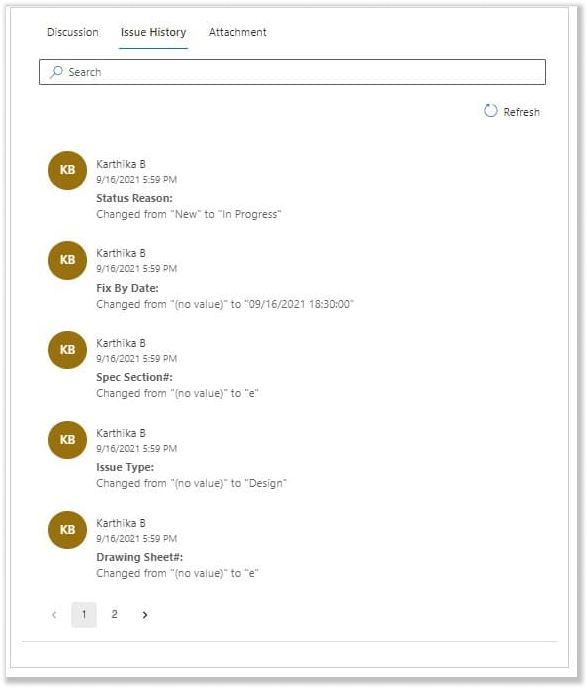 Discussion Issue History Attachment
Search
Refresh
KB
Karthika B
9/16/2021 5:59 PM
Status Reason:
Changed from "New" to "In Progress"
KB
Karthika B
9/16/2021 5:59 PM
Fix By Date:
Changed from "(no value)" to "09/16/2021 18:30:00"
KB
Karthika B
9/16/2021 5:59 PM
Spec Section#:
Changed from "(no value)" to "e"
KB
Karthika B
9/16/2021 5:59 PM
Issue Type:
Changed from "(no value)" to "Design"
KB
Karthika B
9/16/2021 5:59 PM
Drawing Sheet#:
Changed from "(no value)" to "e"
< 1 2 >